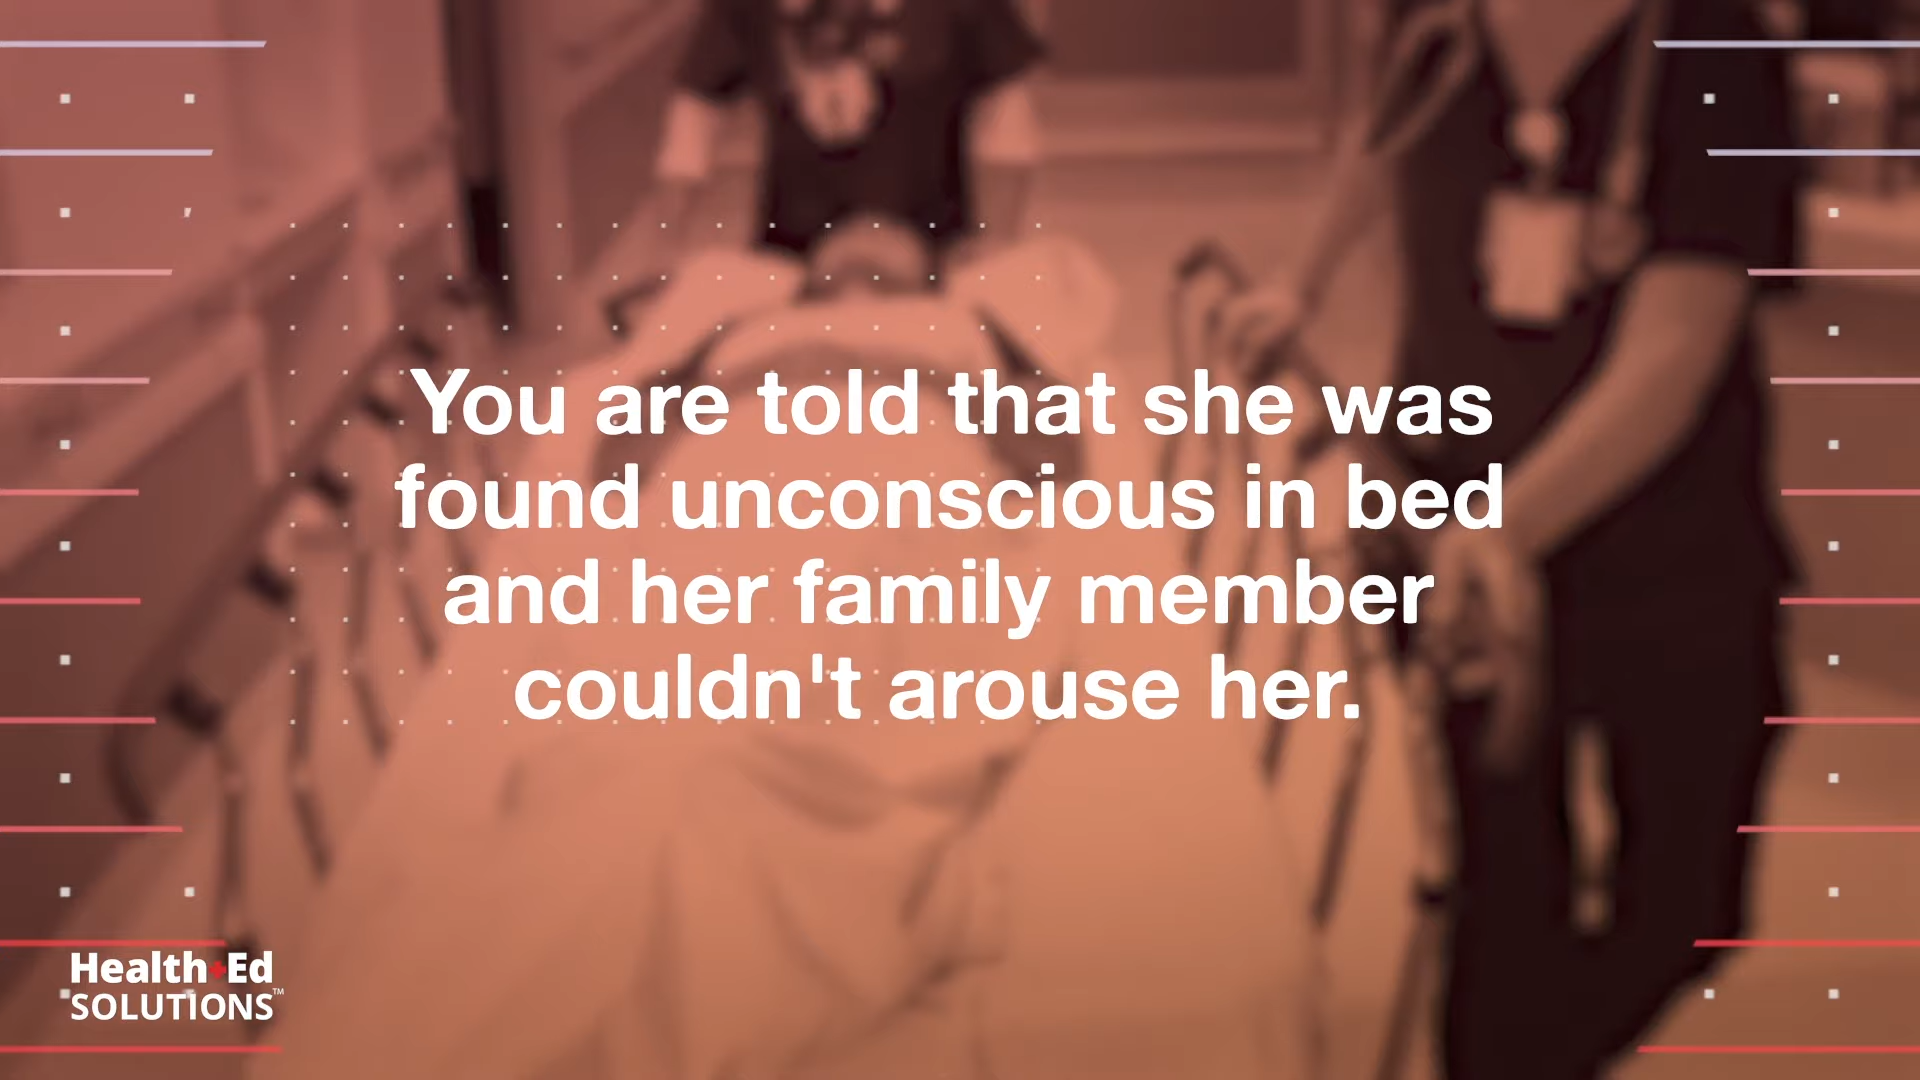 You are told that she was
found unconscious in bed
and her family member
couldn't arouse her.
Health+Ed
SOLUTIONS™